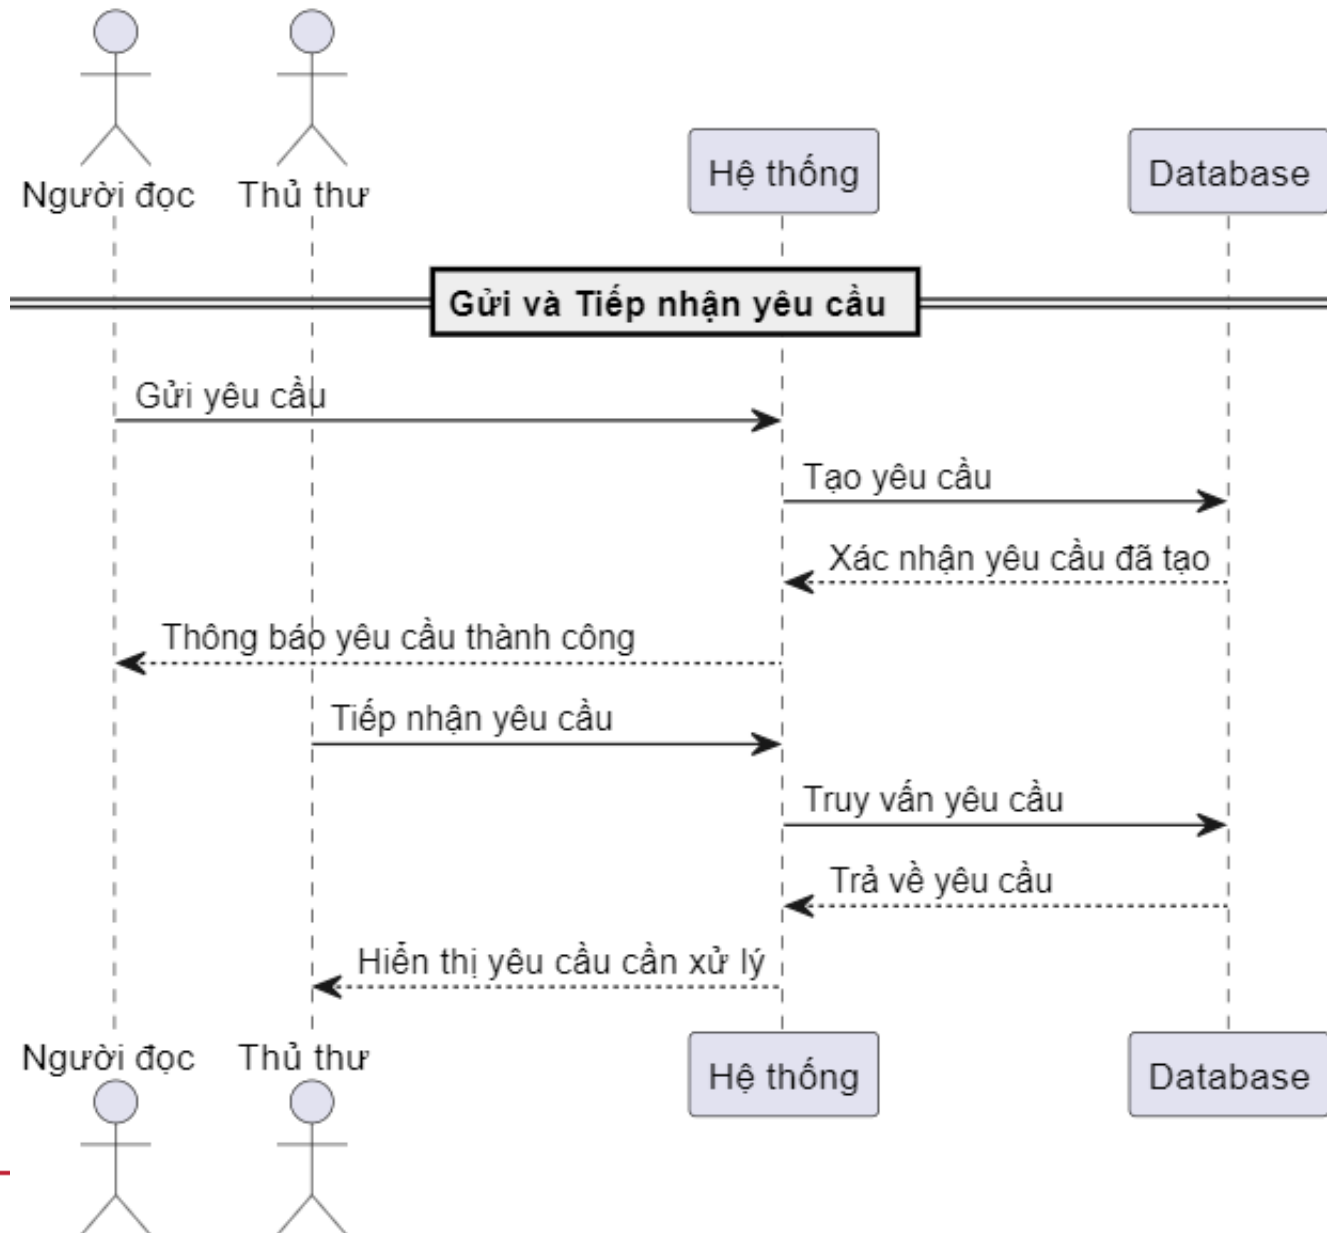 Người đọc
Thủ thư
Hệ thống
Database
Gửi và Tiếp nhận yêu cầu
Gửi yêu cầu
Tạo yêu cầu
Xác nhận yêu cầu đã tạo
Thông báo yêu cầu thành công
Tiếp nhận yêu cầu
Truy vấn yêu cầu
Trả về yêu cầu
Hiển thị yêu cầu cần xử lý
Người đọc
Thủ thư
Hệ thống
Database